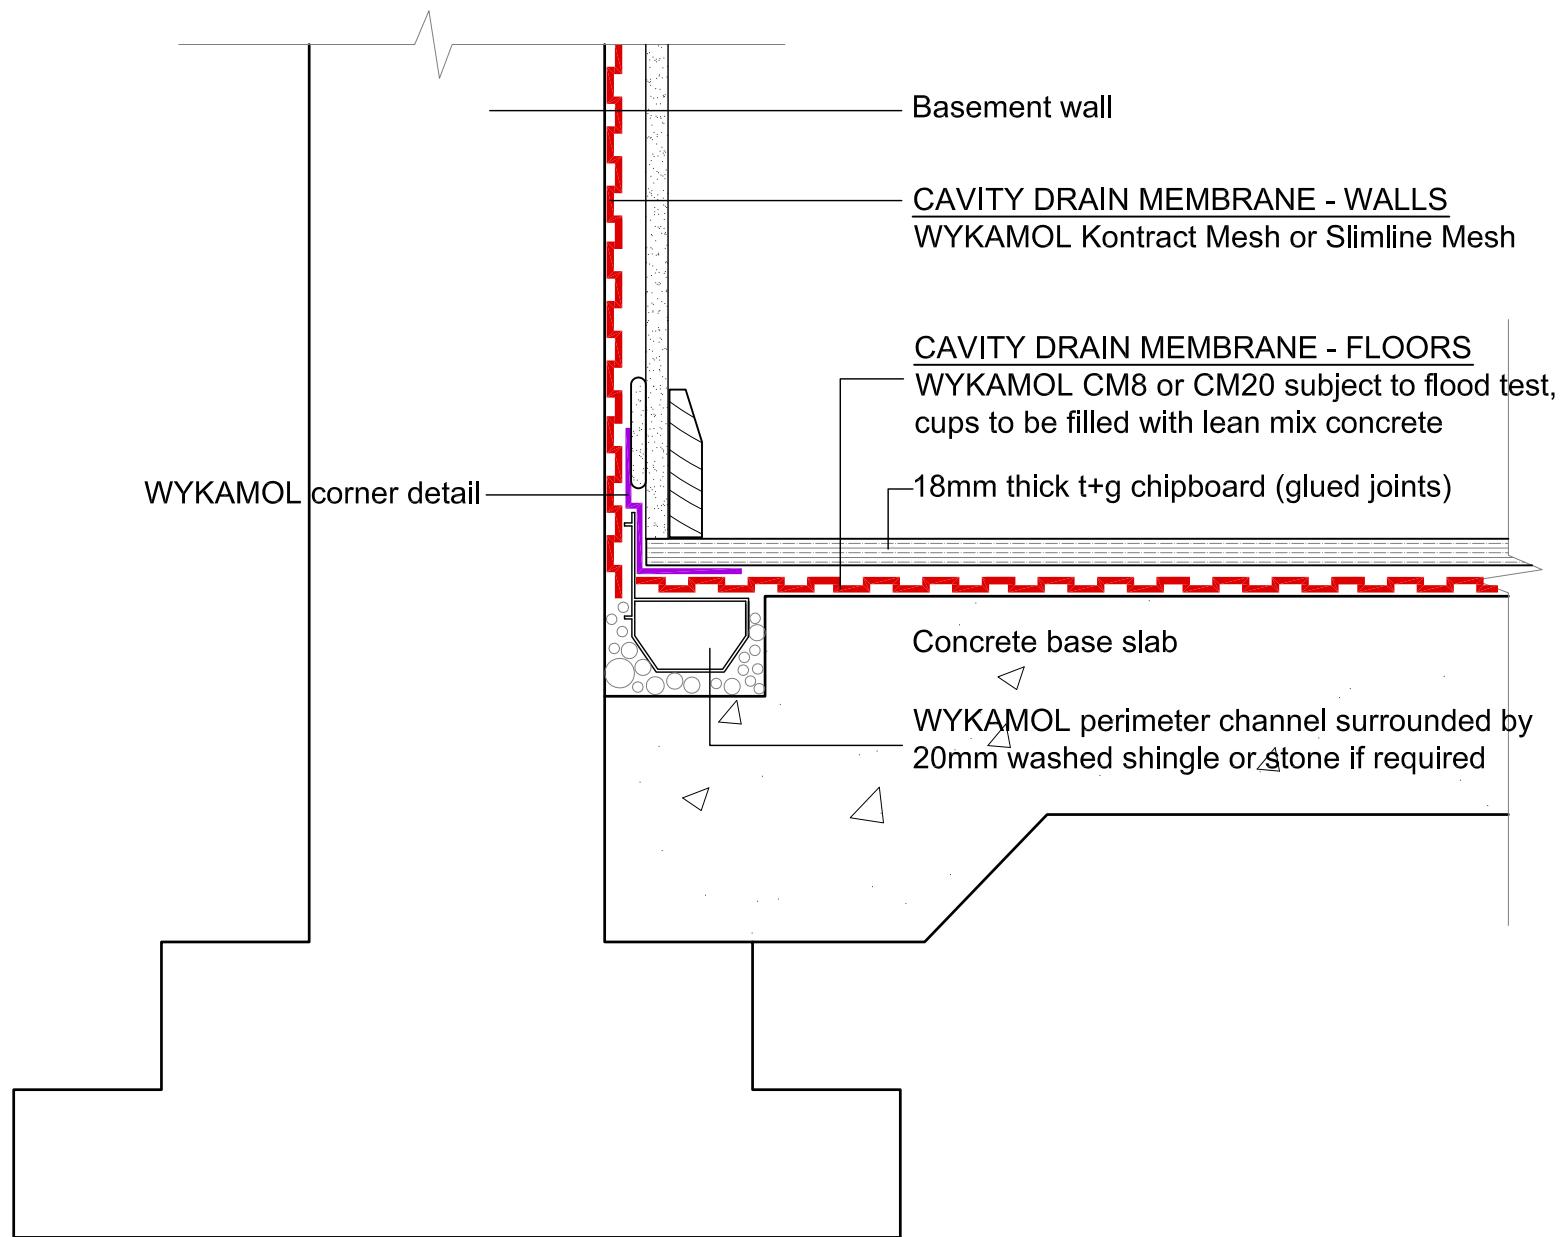 Basement wall
CAVITY DRAIN MEMBRANE - WALLS
WYKAMOL Kontract Mesh or Slimline Mesh
CAVITY DRAIN MEMBRANE - FLOORS
WYKAMOL CM8 or CM20 subject to flood test,
cups to be filled with lean mix concrete
WYKAMOL corner detail
18mm thick t+g chipboard (glued joints)
Concrete base slab
WYKAMOL perimeter channel surrounded by
20mm washed shingle or stone if required